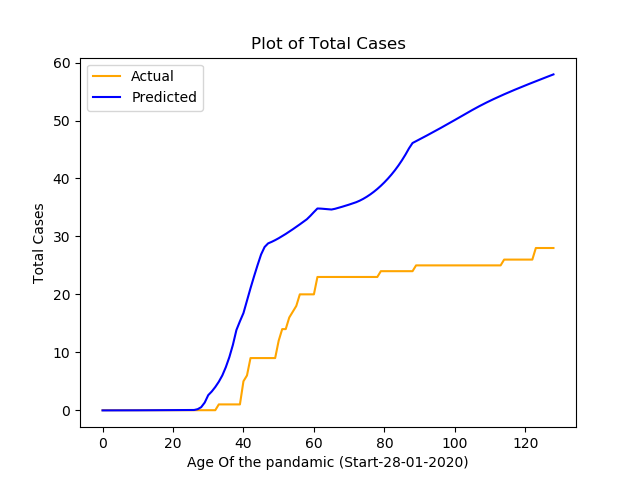 Plot of Total Cases
Actual
Predicted
60
50
40
30
20
10
0
Total Cases
0 20 40 60 80 100 120
Age Of the pandamic (Start-28-01-2020)